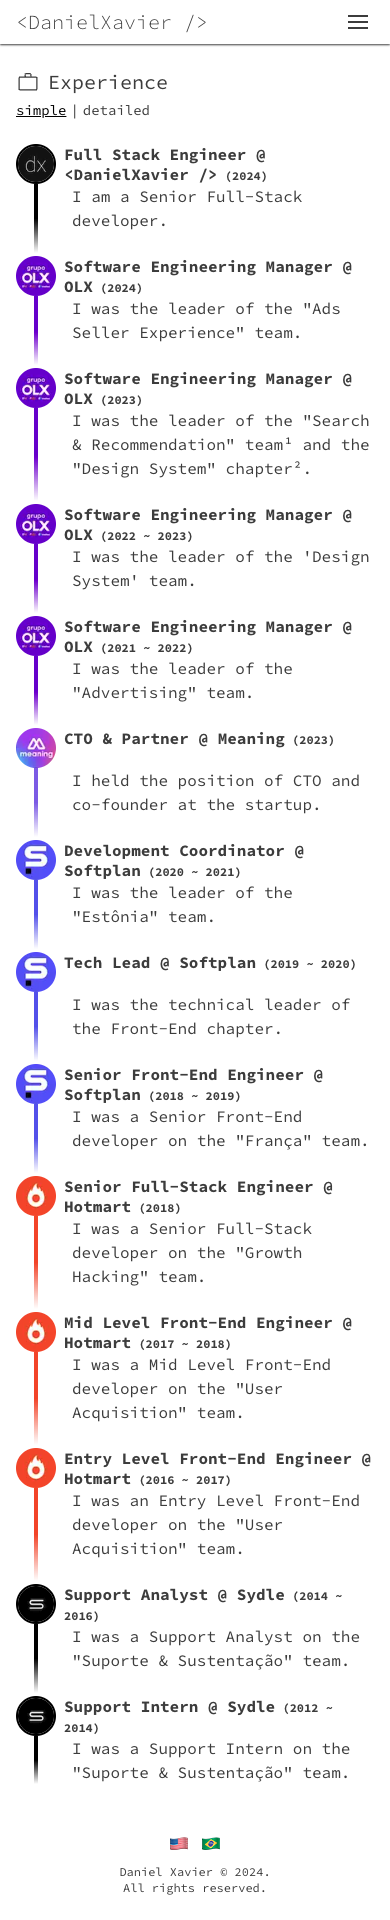 <DanielXavier />
Experience
simple | detailed
dx
Full Stack Engineer @
<DanielXavier /> (2024)
I am a Senior Full-Stack
developer.
grupo
OLX
Software Engineering Manager @
OLX (2024)
I was the leader of the "Ads
Seller Experience" team.
grupo
OLX
Software Engineering Manager @
OLX (2023)
I was the leader of the "Search
& Recommendation" team¹ and the
"Design System" chapter².
grupo
OLX
Software Engineering Manager @
OLX (2022 ~ 2023)
I was the leader of the 'Design
System' team.
grupo
OLX
Software Engineering Manager @
OLX (2021 ~ 2022)
I was the leader of the
"Advertising" team.
meaning
CTO & Partner @ Meaning (2023)
I held the position of CTO and
co-founder at the startup.
Development Coordinator @
Softplan (2020 ~ 2021)
I was the leader of the
"Estônia" team.
Tech Lead @ Softplan (2019 ~ 2020)
I was the technical leader of
the Front-End chapter.
Senior Front-End Engineer @
Softplan (2018 ~ 2019)
I was a Senior Front-End
developer on the "França" team.
Senior Full-Stack Engineer @
Hotmart (2018)
I was a Senior Full-Stack
developer on the "Growth
Hacking" team.
Mid Level Front-End Engineer @
Hotmart (2017 ~ 2018)
I was a Mid Level Front-End
developer on the "User
Acquisition" team.
Entry Level Front-End Engineer @
Hotmart (2016 ~ 2017)
I was an Entry Level Front-End
developer on the "User
Acquisition" team.
Support Analyst @ Sydle (2014 ~
2016)
I was a Support Analyst on the
"Suporte & Sustentação" team.
Support Intern @ Sydle (2012 ~
2014)
I was a Support Intern on the
"Suporte & Sustentação" team.
Daniel Xavier © 2024.
All rights reserved.